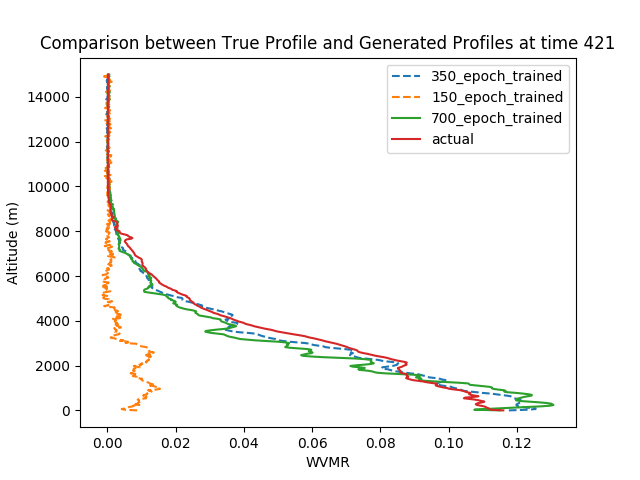 Comparison between True Profile and Generated Profiles at time 421
350_epoch_trained
150_epoch_trained
700_epoch_trained
actual
Altitude (m)
14000
12000
10000
8000
6000
4000
2000
0
0.00 0.02 0.04 0.06 0.08 0.10 0.12
WVMR